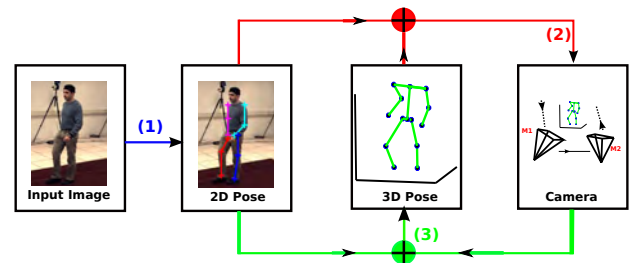 (2)
(1)
M1
M2
Input Image
2D Pose
3D Pose
Camera
(3)